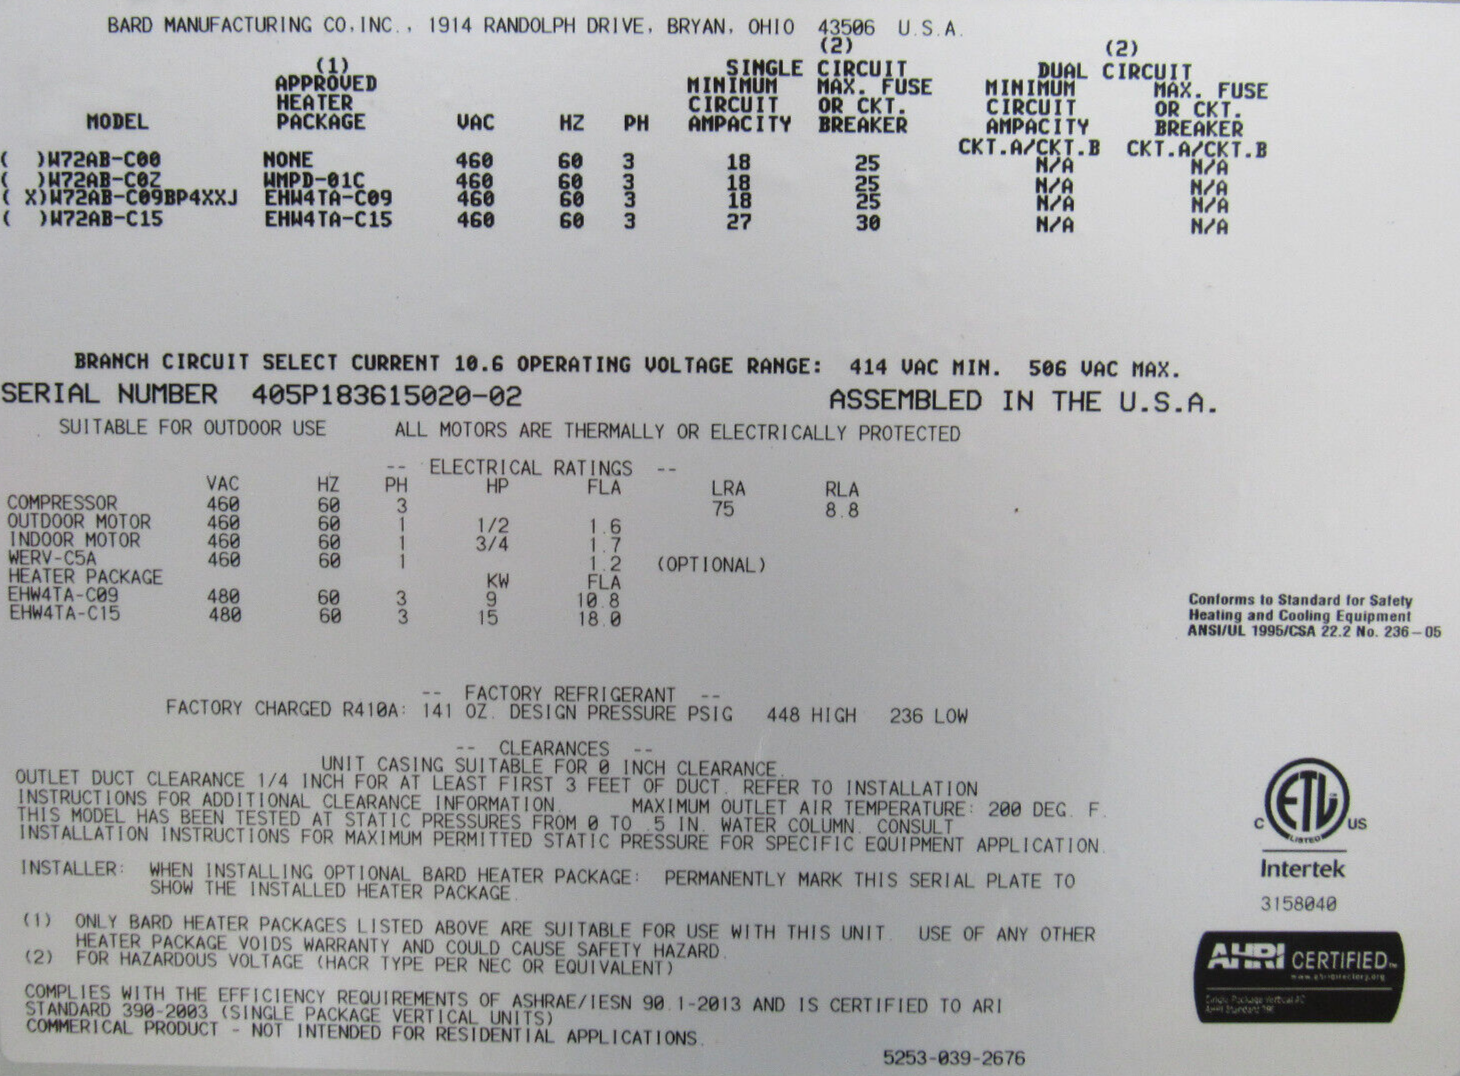 BARD MANUFACTURING CO,INC., 1914 RANDOLPH DRIVE, BRYAN, OHIO 43506 U.S.A.
(1) (2) (2)
APPROVED SINGLE CIRCUIT DUAL CIRCUIT
HEATER MINIMUM MAX. FUSE MINIMUM MAX. FUSE
CIRCUIT OR CKT. CIRCUIT OR CKT.
MODEL PACKAGE VAC HZ PH AMPACITY BREAKER AMPACITY BREAKER
CKT.A/CKT.B CKT.A/CKT.B
( )W72AB-C00 NONE 460 60 3 18 25 N/A N/A
( )W72AB-C0Z WMPD-01C 460 60 3 18 25 N/A N/A
( X)W72AB-C09BP4XXJ EHW4TA-C09 460 60 3 18 25 N/A N/A
( )W72AB-C15 EHW4TA-C15 460 60 3 27 30 N/A N/A
BRANCH CIRCUIT SELECT CURRENT 10.6 OPERATING VOLTAGE RANGE: 414 VAC MIN. 506 VAC MAX.
SERIAL NUMBER 405P183615020-02 ASSEMBLED IN THE U.S.A.
SUITABLE FOR OUTDOOR USE ALL MOTORS ARE THERMALLY OR ELECTRICALLY PROTECTED
-- ELECTRICAL RATINGS --
VAC HZ PH HP FLA LRA RLA
COMPRESSOR 460 60 3 75 8.8
OUTDOOR MOTOR 460 60 1 1/2 1.6
INDOOR MOTOR 460 60 1 3/4 1.7
WERV-C5A 460 60 1 1.2 (OPTIONAL)
HEATER PACKAGE KW FLA
EHW4TA-C09 480 60 3 9 10.8
EHW4TA-C15 480 60 3 15 18.0
Conforms to Standard for Safety
Heating and Cooling Equipment
ANSI/UL 1995/CSA 22.2 No. 236-05
-- FACTORY REFRIGERANT --
FACTORY CHARGED R410A: 141 OZ. DESIGN PRESSURE PSIG 448 HIGH 236 LOW
-- CLEARANCES --
UNIT CASING SUITABLE FOR 0 INCH CLEARANCE.
OUTLET DUCT CLEARANCE 1/4 INCH FOR AT LEAST FIRST 3 FEET OF DUCT. REFER TO INSTALLATION
INSTRUCTIONS FOR ADDITIONAL CLEARANCE INFORMATION. MAXIMUM OUTLET AIR TEMPERATURE: 200 DEG. F.
THIS MODEL HAS BEEN TESTED AT STATIC PRESSURES FROM 0 TO .5 IN. WATER COLUMN. CONSULT
INSTALLATION INSTRUCTIONS FOR MAXIMUM PERMITTED STATIC PRESSURE FOR SPECIFIC EQUIPMENT APPLICATION.
INSTALLER: WHEN INSTALLING OPTIONAL BARD HEATER PACKAGE: PERMANENTLY MARK THIS SERIAL PLATE TO
SHOW THE INSTALLED HEATER PACKAGE.
(1) ONLY BARD HEATER PACKAGES LISTED ABOVE ARE SUITABLE FOR USE WITH THIS UNIT. USE OF ANY OTHER
HEATER PACKAGE VOIDS WARRANTY AND COULD CAUSE SAFETY HAZARD.
(2) FOR HAZARDOUS VOLTAGE (HACR TYPE PER NEC OR EQUIVALENT)
COMPLIES WITH THE EFFICIENCY REQUIREMENTS OF ASHRAE/IESN 90.1-2013 AND IS CERTIFIED TO ARI
STANDARD 390-2003 (SINGLE PACKAGE VERTICAL UNITS)
COMMERICAL PRODUCT - NOT INTENDED FOR RESIDENTIAL APPLICATIONS.
5253-039-2676
ETL
LISTED
C US
Intertek
3158040
AHRI CERTIFIED™
www.ahridirectory.org
Single Package Vertical AC
AHRI Standard 390